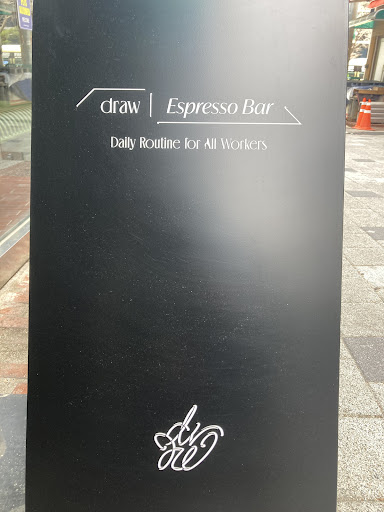 draw | Espresso Bar
Daily Routine for All Workers